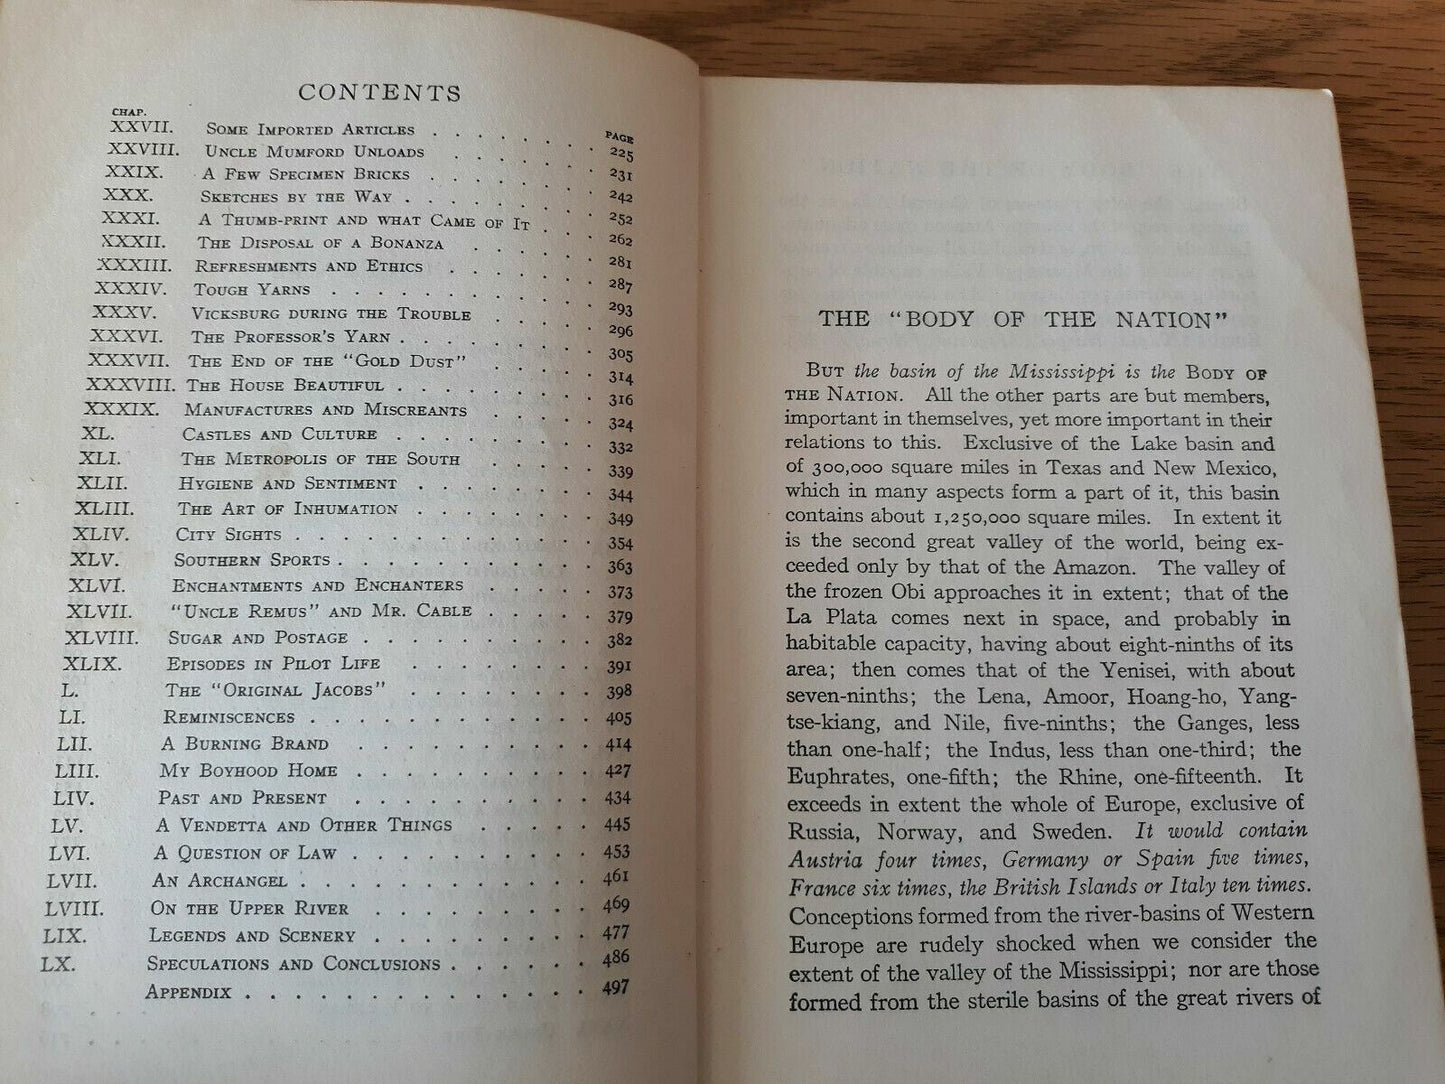 CONTENTS
CHAP. PAGE
XXVII. Some Imported Articles . . . . . . . 225
XXVIII. Uncle Mumford Unloads . . . . . . 231
XXIX. A Few Specimen Bricks . . . . . . . 242
XXX. Sketches by the Way . . . . . . . . 252
XXXI. A Thumb-print and what Came of It . . . 262
XXXII. The Disposal of a Bonanza . . . . . 281
XXXIII. Refreshments and Ethics . . . . . . 287
XXXIV. Tough Yarns . . . . . . . . . . . 293
XXXV. Vicksburg during the Trouble . . . . . 296
XXXVI. The Professor's Yarn . . . . . . . . 305
XXXVII. The End of the "Gold Dust" . . . . . 314
XXXVIII. The House Beautiful . . . . . . . . 316
XXXIX. Manufactures and Miscreants . . . . . 324
XL. Castles and Culture . . . . . . . . 332
XLI. The Metropolis of the South . . . . . 339
XLII. Hygiene and Sentiment . . . . . . . 344
XLIII. The Art of Inhumation . . . . . . . 349
XLIV. City Sights . . . . . . . . . . . . 354
XLV. Southern Sports . . . . . . . . . . 363
XLVI. Enchantments and Enchanters . . . . . 373
XLVII. "Uncle Remus" and Mr. Cable . . . . . 379
XLVIII. Sugar and Postage . . . . . . . . . 382
XLIX. Episodes in Pilot Life . . . . . . . 391
L. The "Original Jacobs" . . . . . . . 398
LI. Reminiscences . . . . . . . . . . . 405
LII. A Burning Brand . . . . . . . . . 414
LIII. My Boyhood Home . . . . . . . . . 427
LIV. Past and Present . . . . . . . . . 434
LV. A Vendetta and Other Things . . . . . 445
LVI. A Question of Law . . . . . . . . . 453
LVII. An Archangel . . . . . . . . . . . 461
LVIII. On the Upper River . . . . . . . . 469
LIX. Legends and Scenery . . . . . . . . 477
LX. Speculations and Conclusions . . . . . . 486
Appendix . . . . . . . . . . . . . . 497
THE "BODY OF THE NATION"
But the basin of the Mississippi is the Body of
the Nation. All the other parts are but members,
important in themselves, yet more important in their
relations to this. Exclusive of the Lake basin and
of 300,000 square miles in Texas and New Mexico,
which in many aspects form a part of it, this basin
contains about 1,250,000 square miles. In extent it
is the second great valley of the world, being ex-
ceeded only by that of the Amazon. The valley of
the frozen Obi approaches it in extent; that of the
La Plata comes next in space, and probably in
habitable capacity, having about eight-ninths of its
area; then comes that of the Yenisei, with about
seven-ninths; the Lena, Amoor, Hoang-ho, Yang-
tse-kiang, and Nile, five-ninths; the Ganges, less
than one-half; the Indus, less than one-third; the
Euphrates, one-fifth; the Rhine, one-fifteenth. It
exceeds in extent the whole of Europe, exclusive of
Russia, Norway, and Sweden. It would contain
Austria four times, Germany or Spain five times,
France six times, the British Islands or Italy ten times.
Conceptions formed from the river-basins of Western
Europe are rudely shocked when we consider the
extent of the valley of the Mississippi; nor are those
formed from the sterile basins of the great rivers of